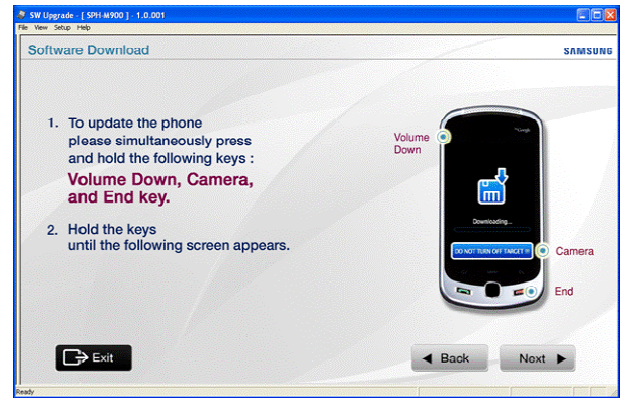 SW Upgrade - [ SPH-M900 ] - 1.0.001
File View Setup Help
Software Download
SAMSUNG
1. To update the phone
please simultaneously press
and hold the following keys :
Volume Down, Camera,
and End key.
2. Hold the keys
until the following screen appears.
Volume
Down
Google
Downloading...
DO NOT TURN OFF TARGET !!
Camera
End
Exit
Back
Next
Ready